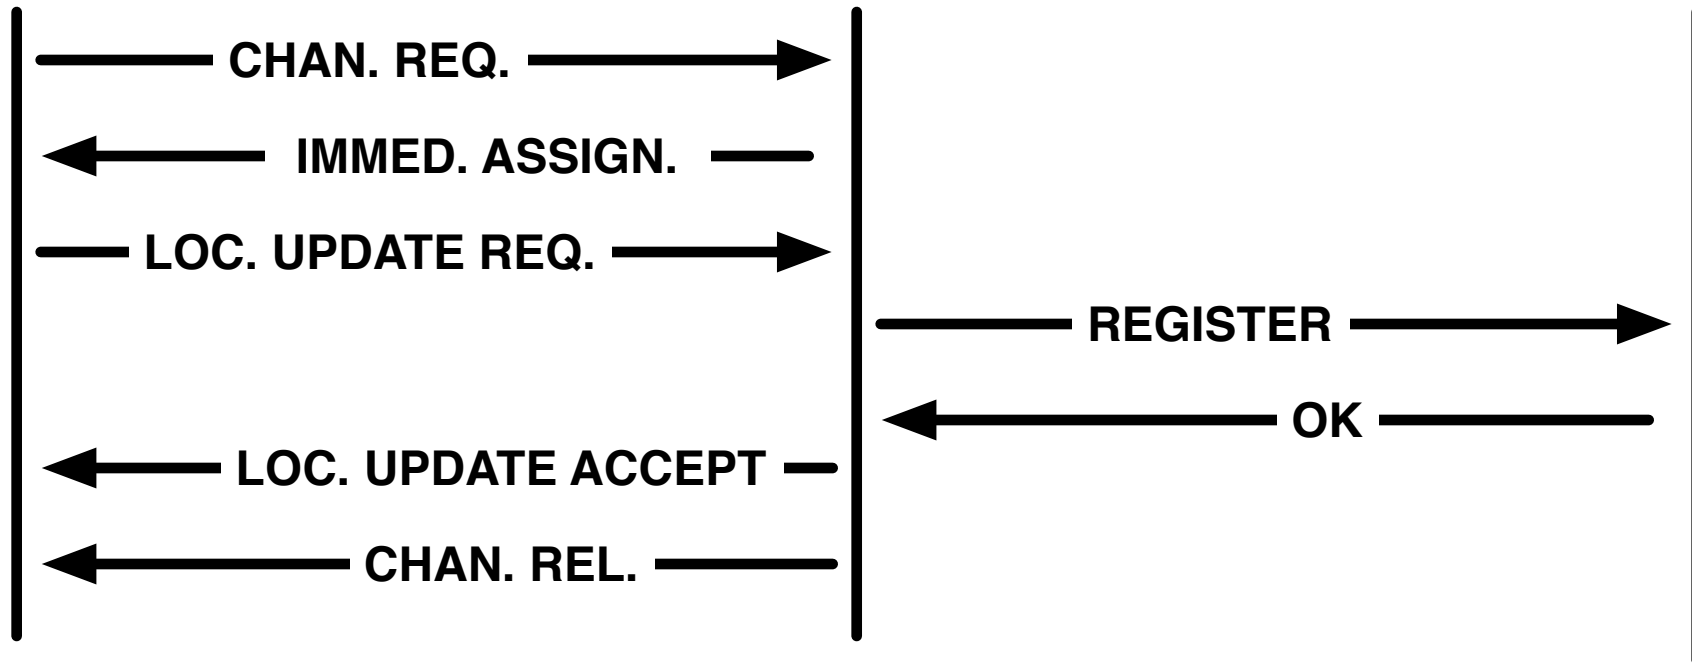 CHAN. REQ.
IMMED. ASSIGN.
LOC. UPDATE REQ.
REGISTER
OK
LOC. UPDATE ACCEPT
CHAN. REL.